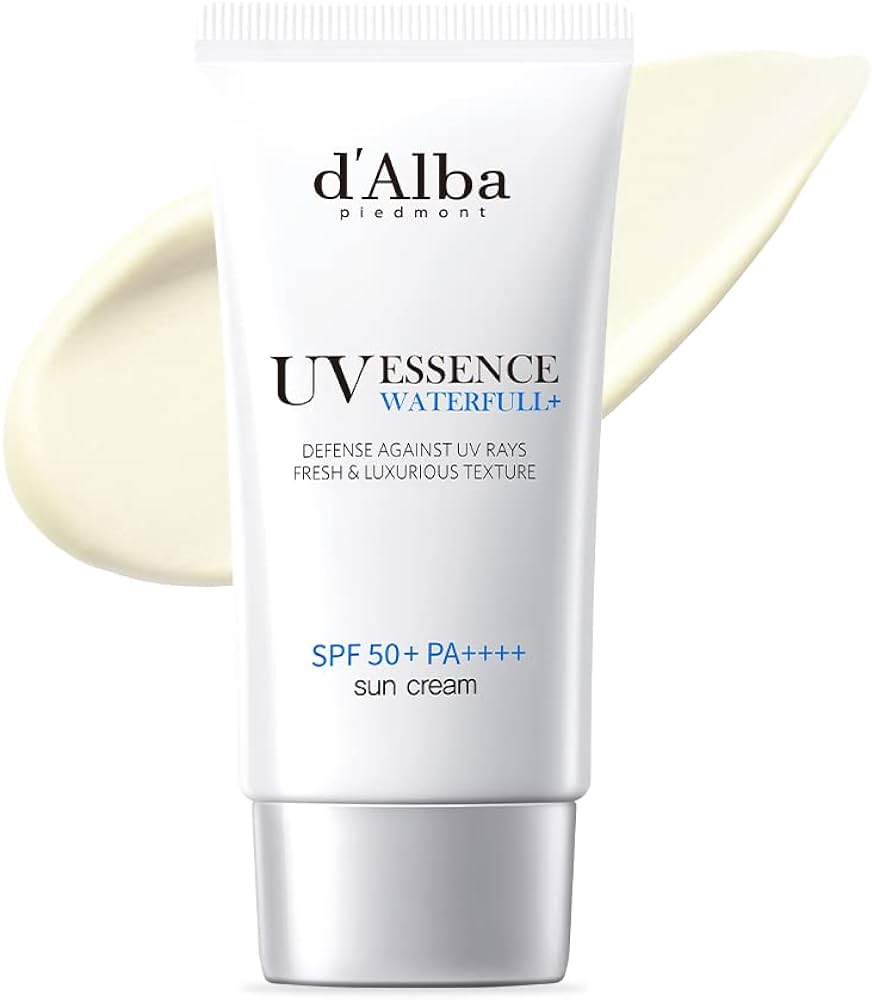 d'Alba
piedmont
UV ESSENCE
WATERFULL+
DEFENSE AGAINST UV RAYS
FRESH & LUXURIOUS TEXTURE
SPF 50+ PA++++
sun cream